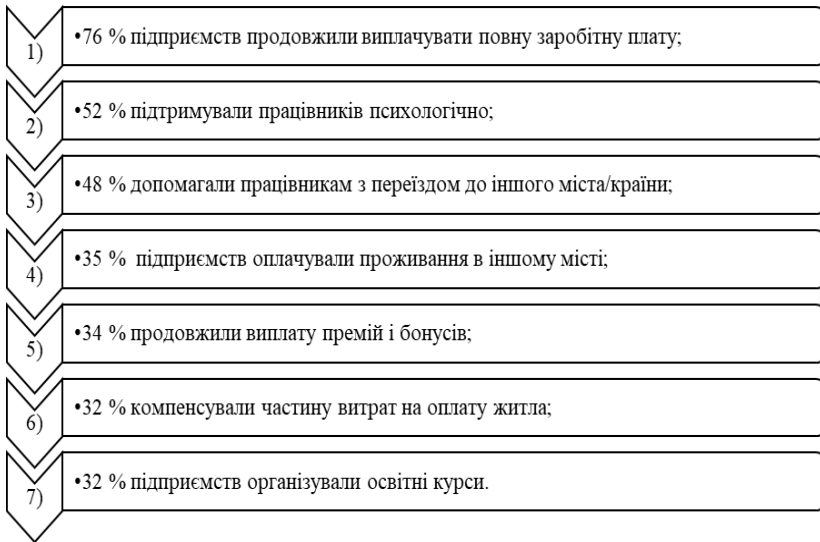 1) •76 % підприємств продовжили виплачувати повну заробітну плату;
2) •52 % підтримували працівників психологічно;
3) •48 % допомагали працівникам з переїздом до іншого міста/країни;
4) •35 % підприємств оплачували проживання в іншому місті;
5) •34 % продовжили виплату премій і бонусів;
6) •32 % компенсували частину витрат на оплату житла;
7) •32 % підприємств організували освітні курси.